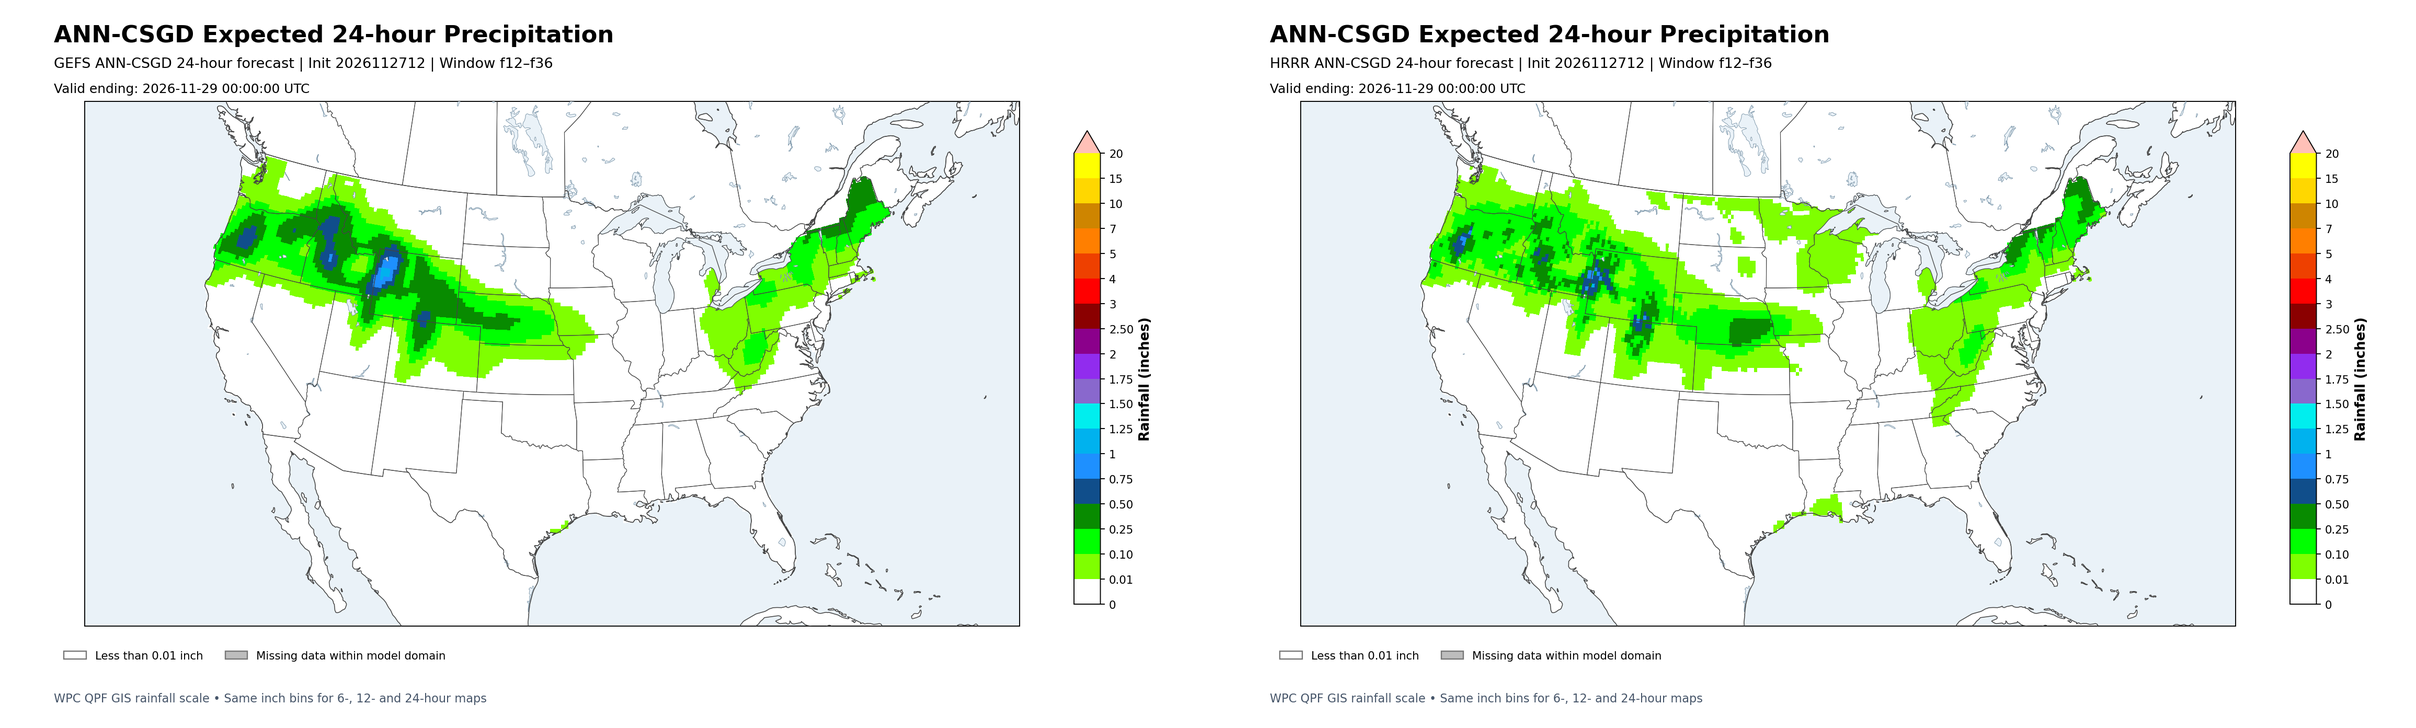 ANN-CSGD Expected 24-hour Precipitation
GEFS ANN-CSGD 24-hour forecast | Init 2026112712 | Window f12–f36
Valid ending: 2026-11-29 00:00:00 UTC
20
15
10
7
5
4
3
2.50
2
1.75
1.50
1.25
1
0.75
0.50
0.25
0.10
0.01
0
Rainfall (inches)
Less than 0.01 inch
Missing data within model domain
WPC QPF GIS rainfall scale • Same inch bins for 6-, 12- and 24-hour maps
ANN-CSGD Expected 24-hour Precipitation
HRRR ANN-CSGD 24-hour forecast | Init 2026112712 | Window f12–f36
Valid ending: 2026-11-29 00:00:00 UTC
20
15
10
7
5
4
3
2.50
2
1.75
1.50
1.25
1
0.75
0.50
0.25
0.10
0.01
0
Rainfall (inches)
Less than 0.01 inch
Missing data within model domain
WPC QPF GIS rainfall scale • Same inch bins for 6-, 12- and 24-hour maps